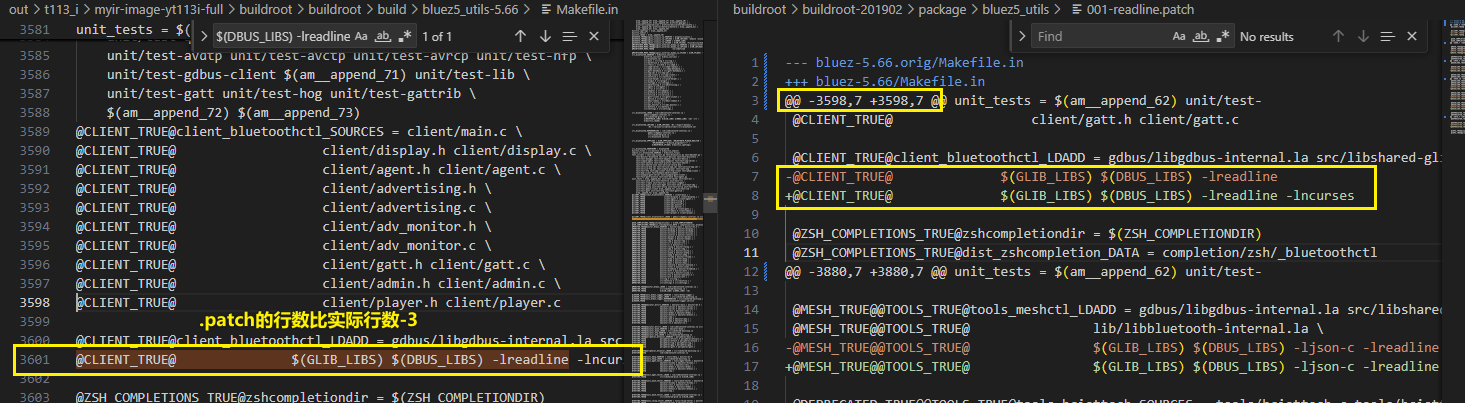 out > t113_i > myir-image-yt113i-full > buildroot > buildroot > build > bluez5_utils-5.66 > Makefile.in
3581 unit_tests = $(
$(DBUS_LIBS) -lreadline Aa ab .* 1 of 1
3585 unit/test-avdtp unit/test-avctp unit/test-avrcp unit/test-hfp \
3586 unit/test-gdbus-client $(am__append_71) unit/test-lib \
3587 unit/test-gatt unit/test-hog unit/test-gattrib \
3588 $(am__append_72) $(am__append_73)
3589 @CLIENT_TRUE@client_bluetoothctl_SOURCES = client/main.c \
3590 @CLIENT_TRUE@ client/display.h client/display.c \
3591 @CLIENT_TRUE@ client/agent.h client/agent.c \
3592 @CLIENT_TRUE@ client/advertising.h \
3593 @CLIENT_TRUE@ client/advertising.c \
3594 @CLIENT_TRUE@ client/adv_monitor.h \
3595 @CLIENT_TRUE@ client/adv_monitor.c \
3596 @CLIENT_TRUE@ client/gatt.h client/gatt.c \
3597 @CLIENT_TRUE@ client/admin.h client/admin.c \
3598 @CLIENT_TRUE@ client/player.h client/player.c
3599
.patch的行数比实际行数-3
3600 @CLIENT_TRUE@client_bluetoothctl_LDADD = gdbus/libgdbus-internal.la src
3601 @CLIENT_TRUE@ $(GLIB_LIBS) $(DBUS_LIBS) -lreadline -lncur
3602
3603 @ZSH_COMPLETIONS_TRUE@zshcompletiondir = $(ZSH_COMPLETIONDIR)
buildroot > buildroot-201902 > package > bluez5_utils > 001-readline.patch
Find Aa ab .* No results
1 --- bluez-5.66.orig/Makefile.in
2 +++ bluez-5.66/Makefile.in
3 @@ -3598,7 +3598,7 @@ unit_tests = $(am__append_62) unit/test-
4 @CLIENT_TRUE@ client/gatt.h client/gatt.c
5
6 @CLIENT_TRUE@client_bluetoothctl_LDADD = gdbus/libgdbus-internal.la src/libshared-gl
7 -@CLIENT_TRUE@ $(GLIB_LIBS) $(DBUS_LIBS) -lreadline
8 +@CLIENT_TRUE@ $(GLIB_LIBS) $(DBUS_LIBS) -lreadline -lncurses
9
10 @ZSH_COMPLETIONS_TRUE@zshcompletiondir = $(ZSH_COMPLETIONDIR)
11 @ZSH_COMPLETIONS_TRUE@dist_zshcompletion_DATA = completion/zsh/_bluetoothctl
12 @@ -3880,7 +3880,7 @@ unit_tests = $(am__append_62) unit/test-
13
14 @MESH_TRUE@@TOOLS_TRUE@tools_meshctl_LDADD = gdbus/libgdbus-internal.la src/libshared
15 @MESH_TRUE@@TOOLS_TRUE@ lib/libbluetooth-internal.la \
16 -@MESH_TRUE@@TOOLS_TRUE@ $(GLIB_LIBS) $(DBUS_LIBS) -ljson-c -lreadline
17 +@MESH_TRUE@@TOOLS_TRUE@ $(GLIB_LIBS) $(DBUS_LIBS) -ljson-c -lreadline
18